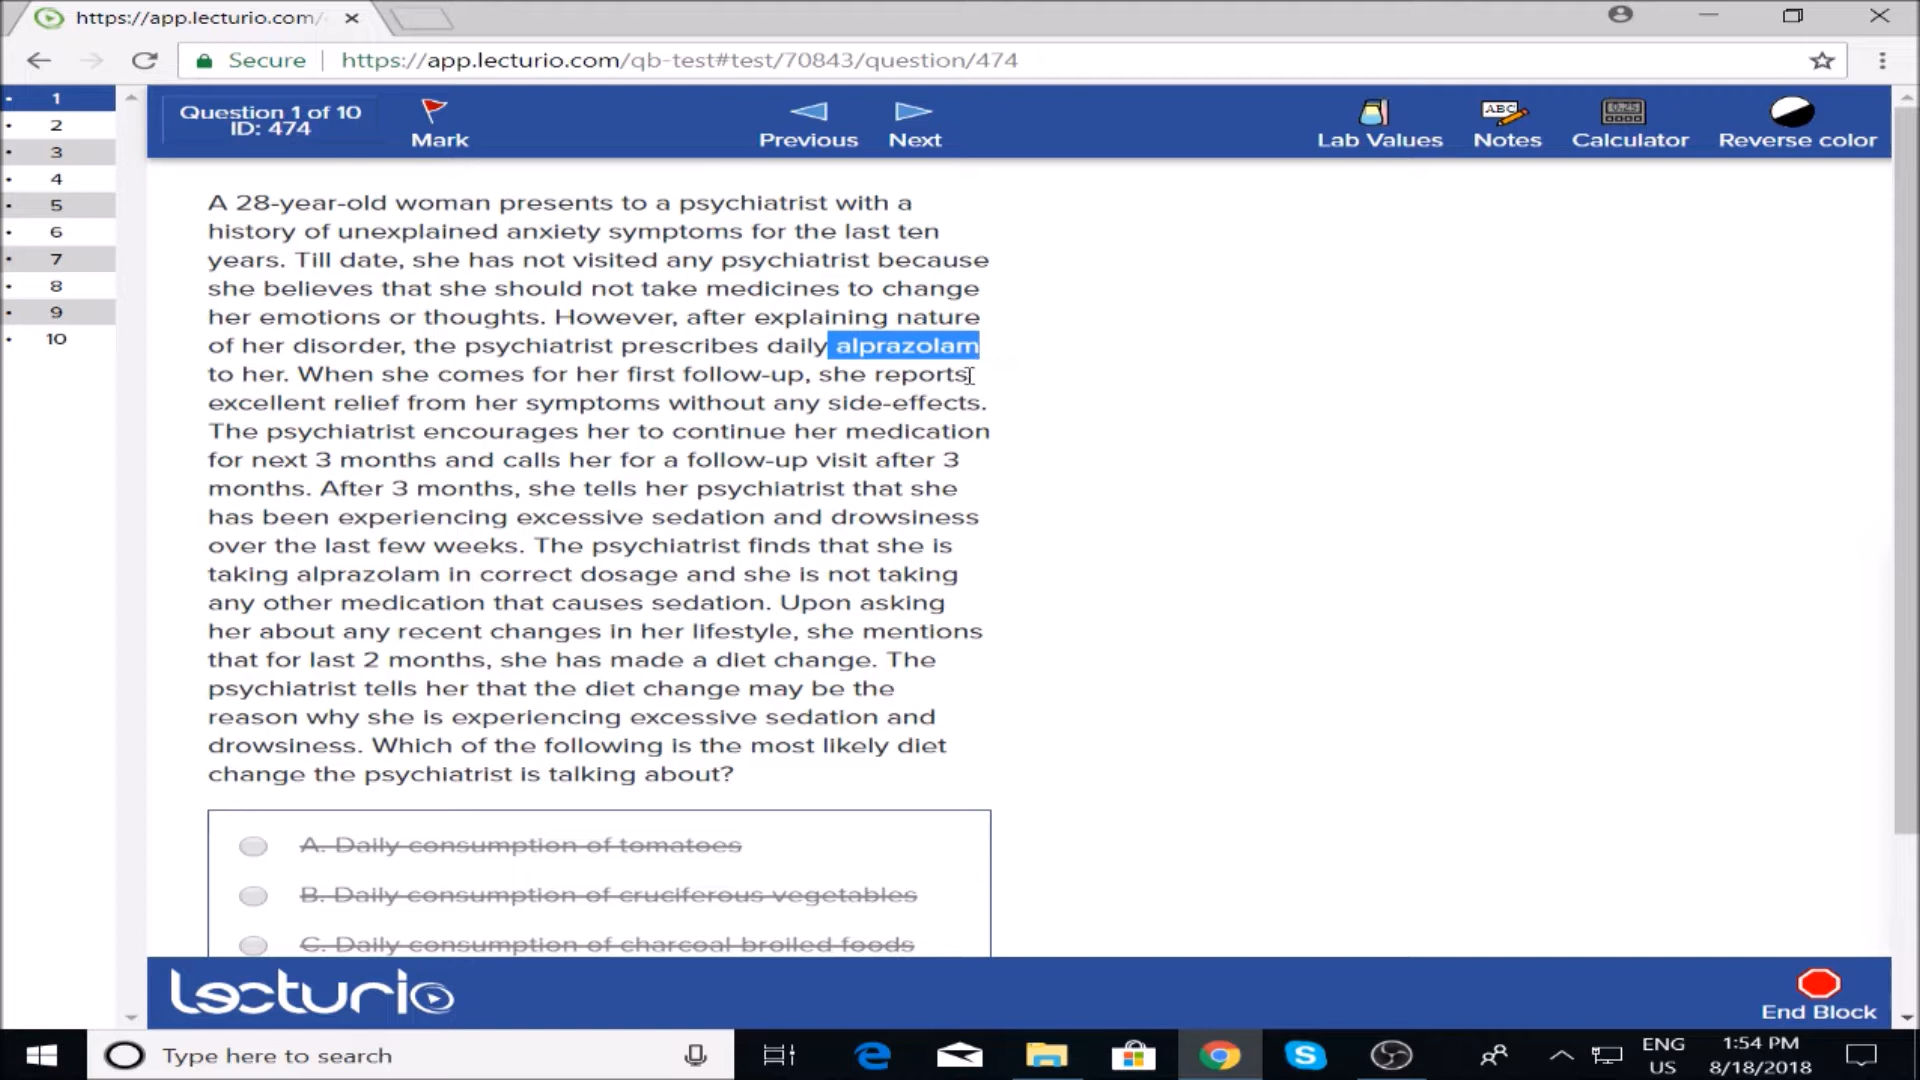 https://app.lecturio.com/
Secure
https://app.lecturio.com/qb-test#test/70843/question/474
1
2
3
4
5
6
7
8
9
10
Question 1 of 10
ID: 474
Mark
Previous
Next
Lab Values
ABC
Notes
0.25
Calculator
Reverse color
A 28-year-old woman presents to a psychiatrist with a
history of unexplained anxiety symptoms for the last ten
years. Till date, she has not visited any psychiatrist because
she believes that she should not take medicines to change
her emotions or thoughts. However, after explaining nature
of her disorder, the psychiatrist prescribes daily alprazolam
to her. When she comes for her first follow-up, she reports
excellent relief from her symptoms without any side-effects.
The psychiatrist encourages her to continue her medication
for next 3 months and calls her for a follow-up visit after 3
months. After 3 months, she tells her psychiatrist that she
has been experiencing excessive sedation and drowsiness
over the last few weeks. The psychiatrist finds that she is
taking alprazolam in correct dosage and she is not taking
any other medication that causes sedation. Upon asking
her about any recent changes in her lifestyle, she mentions
that for last 2 months, she has made a diet change. The
psychiatrist tells her that the diet change may be the
reason why she is experiencing excessive sedation and
drowsiness. Which of the following is the most likely diet
change the psychiatrist is talking about?
A. Daily consumption of tomatoes
B. Daily consumption of cruciferous vegetables
C. Daily consumption of charcoal-broiled foods
lecturio
End Block
Type here to search
ENG
US
1:54 PM
8/18/2018